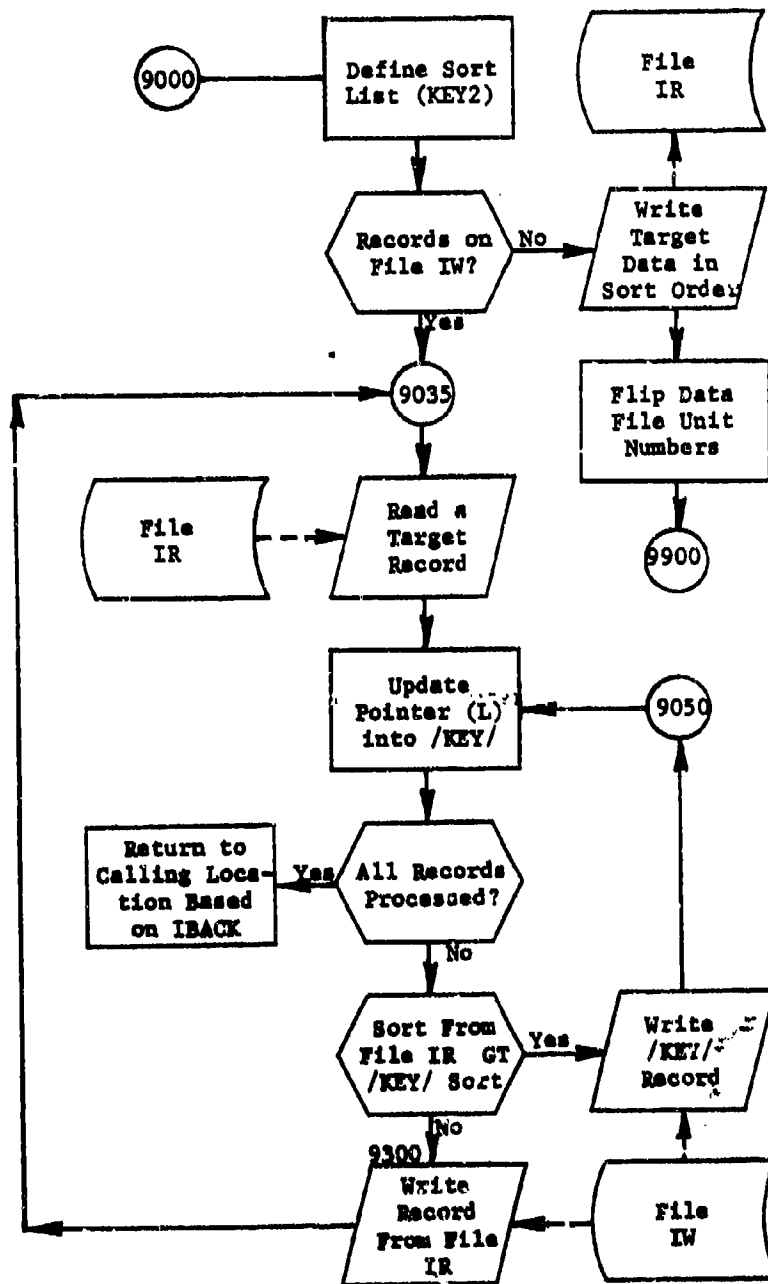 9000
Define Sort
List (KEY2)
File
IR
Records on
File IW?
No
Write
Target
Data in
Sort Order
Yes
9035
Flip Data
File Unit
Numbers
File
IR
Read a
Target
Record
9900
Update
Pointer (L)
into /KEY/
9050
Return to
Calling Loca-
tion Based
on IBACK
Yes
All Records
Processed?
No
Sort From
File IR GT
/KEY/ Sort
Yes
Write
/KEY/
Record
No
9300
Write
Record
From File
IR
File
IW